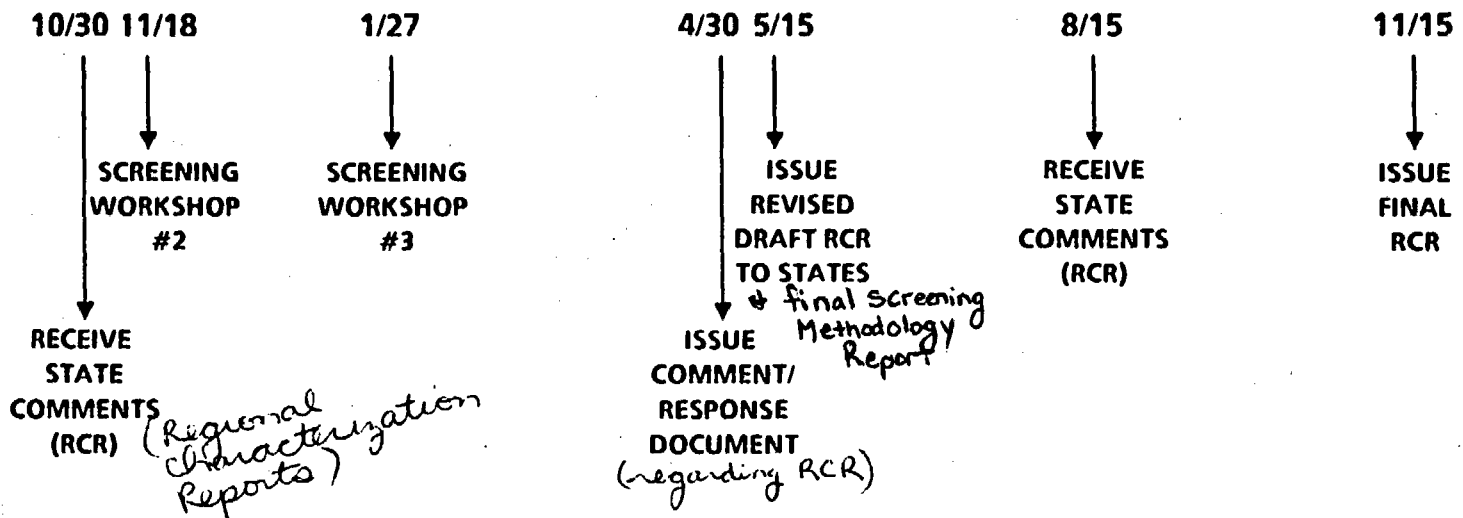 10/30 11/18 1/27 4/30 5/15 8/15 11/15
SCREENING
WORKSHOP
#2
SCREENING
WORKSHOP
#3
ISSUE
REVISED
DRAFT RCR
TO STATES
& final screening
Methodology
Report
RECEIVE
STATE
COMMENTS
(RCR)
ISSUE
FINAL
RCR
RECEIVE
STATE
COMMENTS
(RCR)
(Regional
Characterization
Reports)
ISSUE
COMMENT/
RESPONSE
DOCUMENT
(regarding RCR)